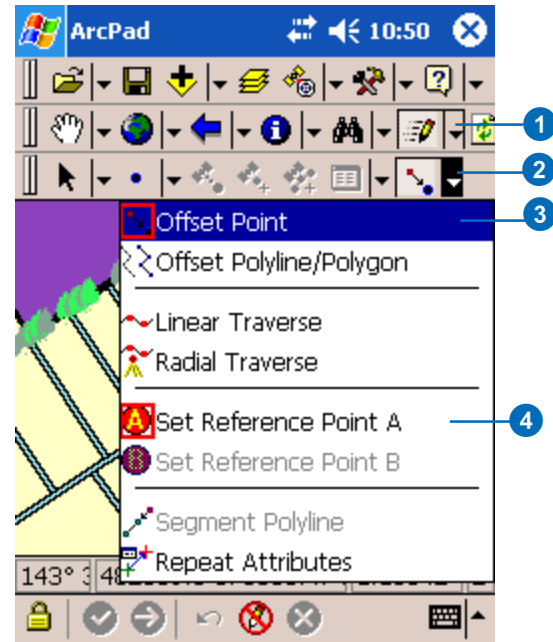 ArcPad 10:50
1
2
Offset Point 3
Offset Polyline/Polygon
Linear Traverse
Radial Traverse
A Set Reference Point A 4
B Set Reference Point B
Segment Polyline
Repeat Attributes
143°